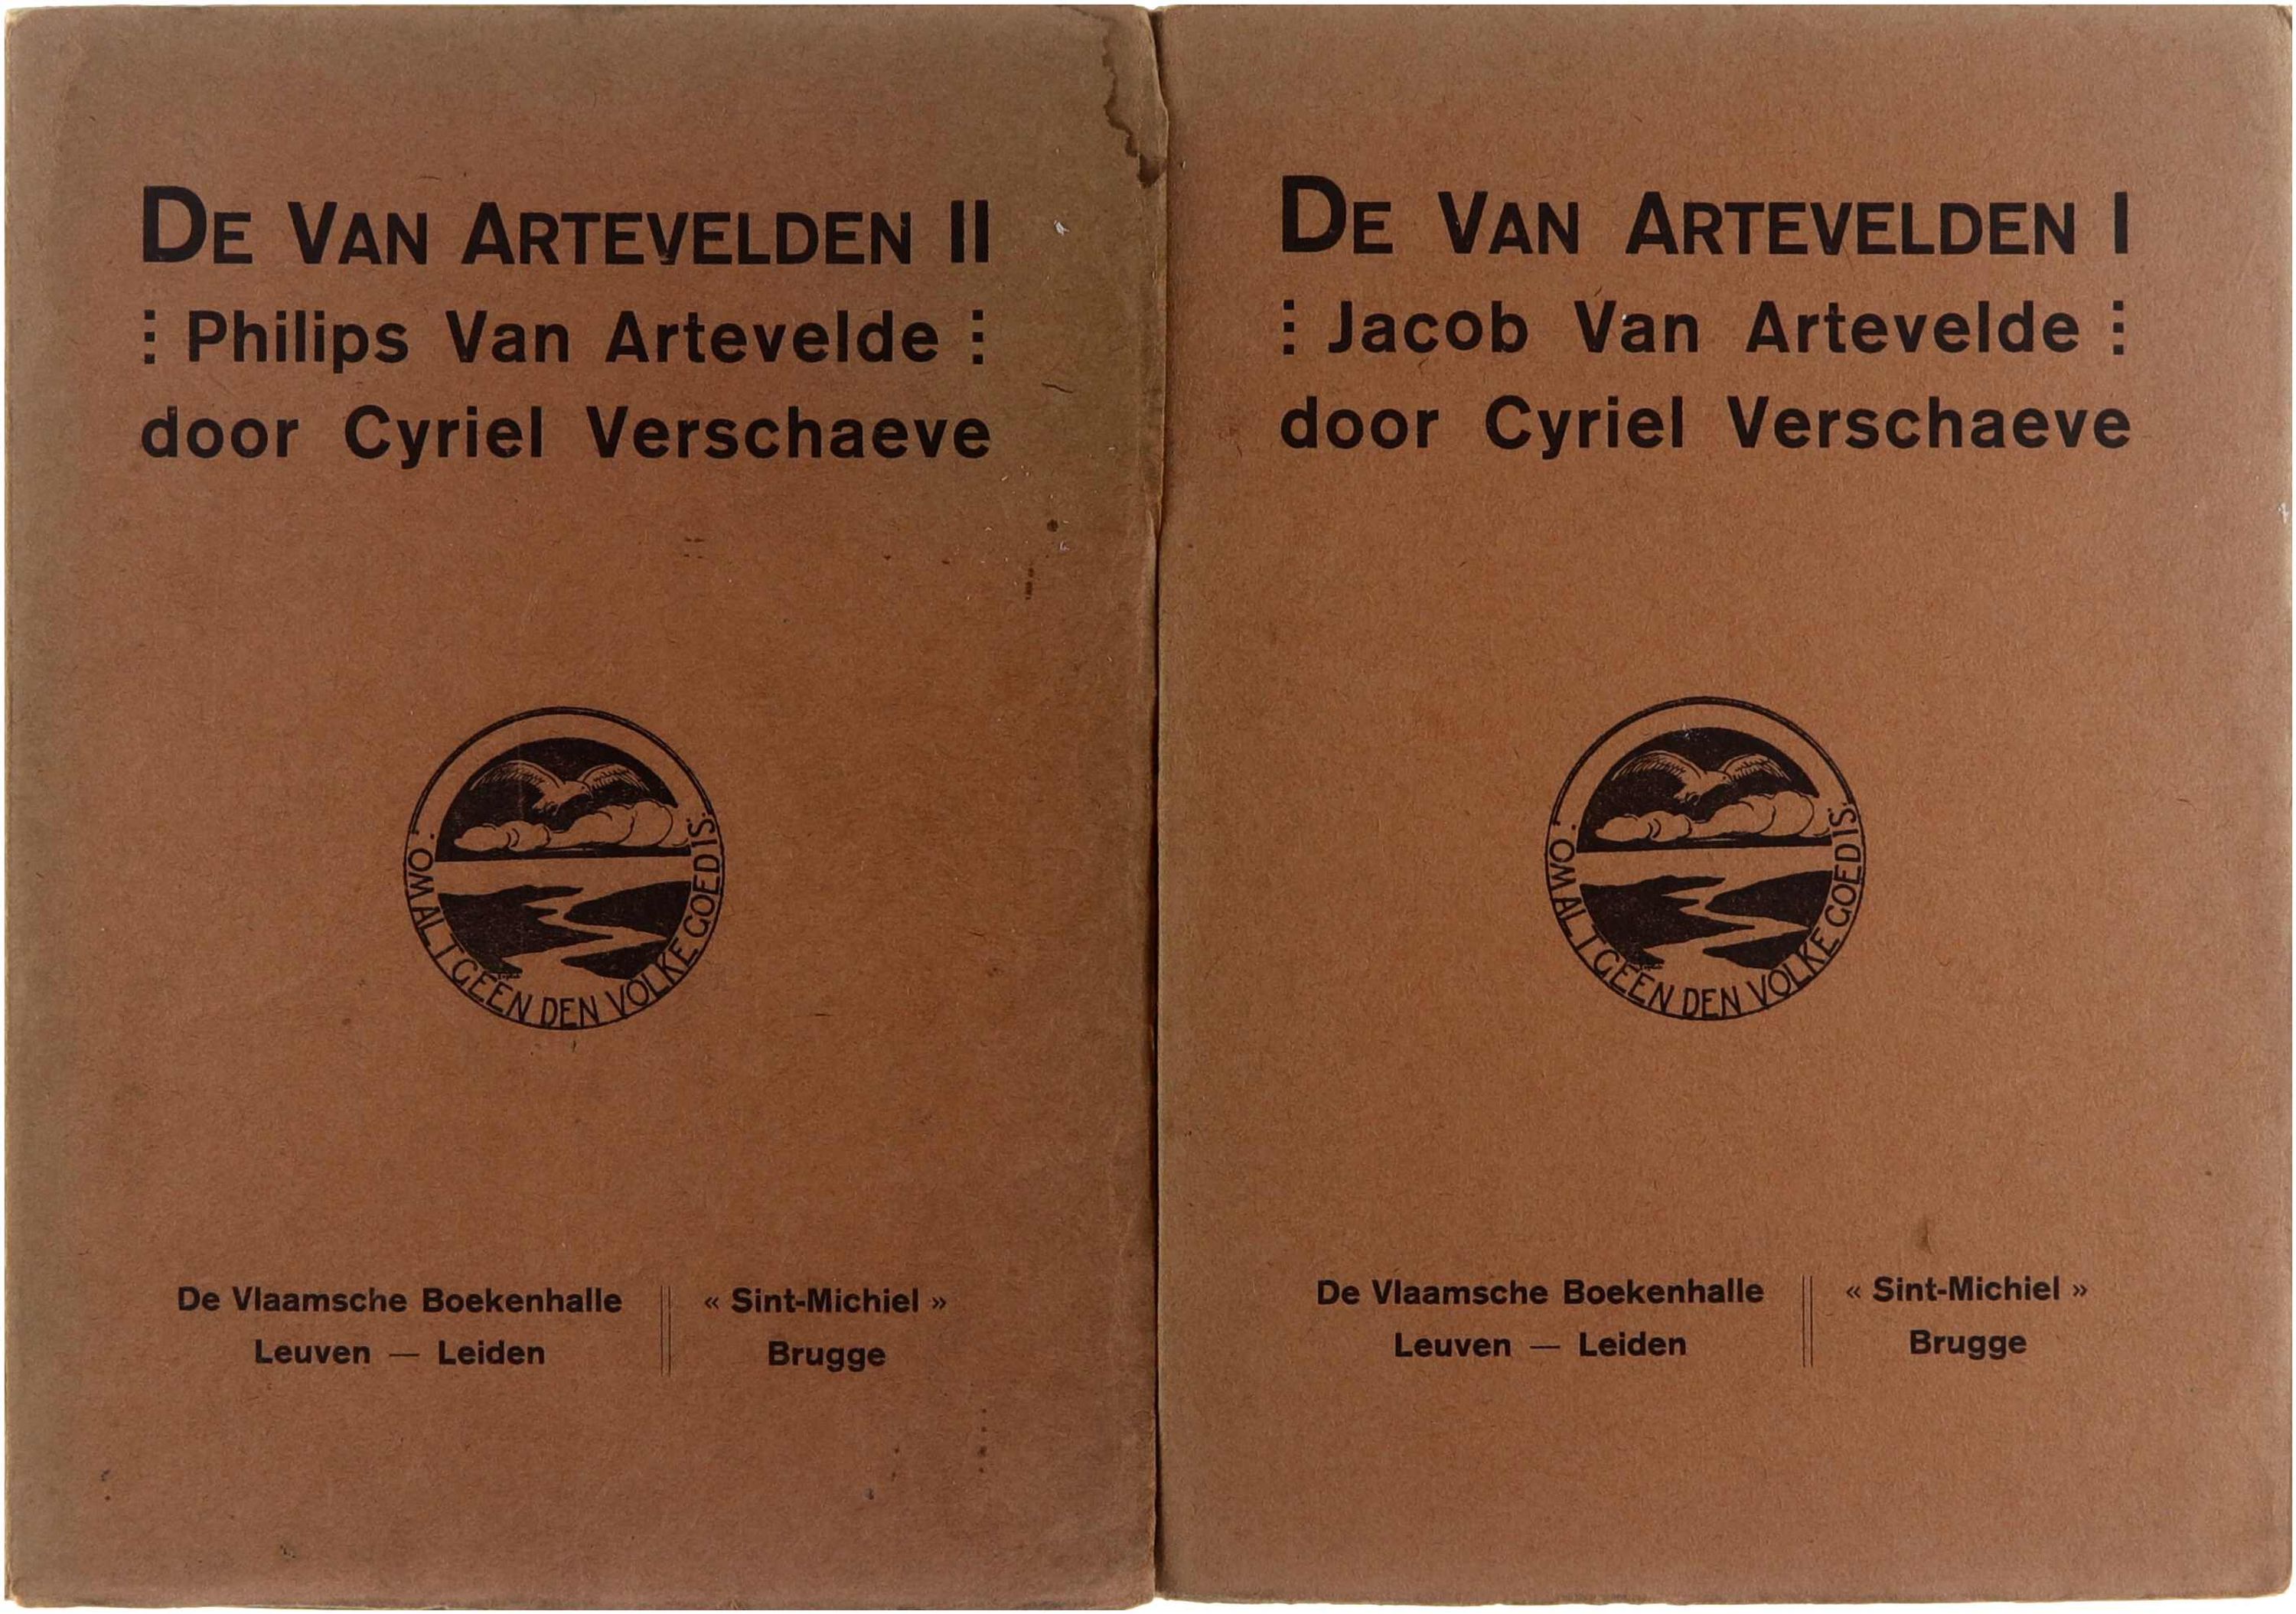 DE VAN ARTEVELDEN II
Philips Van Artevelde
door Cyriel Verschaeve
: OM AL TGEEN DEN VOLKE GOED IS :
De Vlaamsche Boekenhalle
Leuven — Leiden
« Sint-Michiel »
Brugge
DE VAN ARTEVELDEN I
Jacob Van Artevelde
door Cyriel Verschaeve
: OM AL TGEEN DEN VOLKE GOED IS :
De Vlaamsche Boekenhalle
Leuven — Leiden
« Sint-Michiel »
Brugge